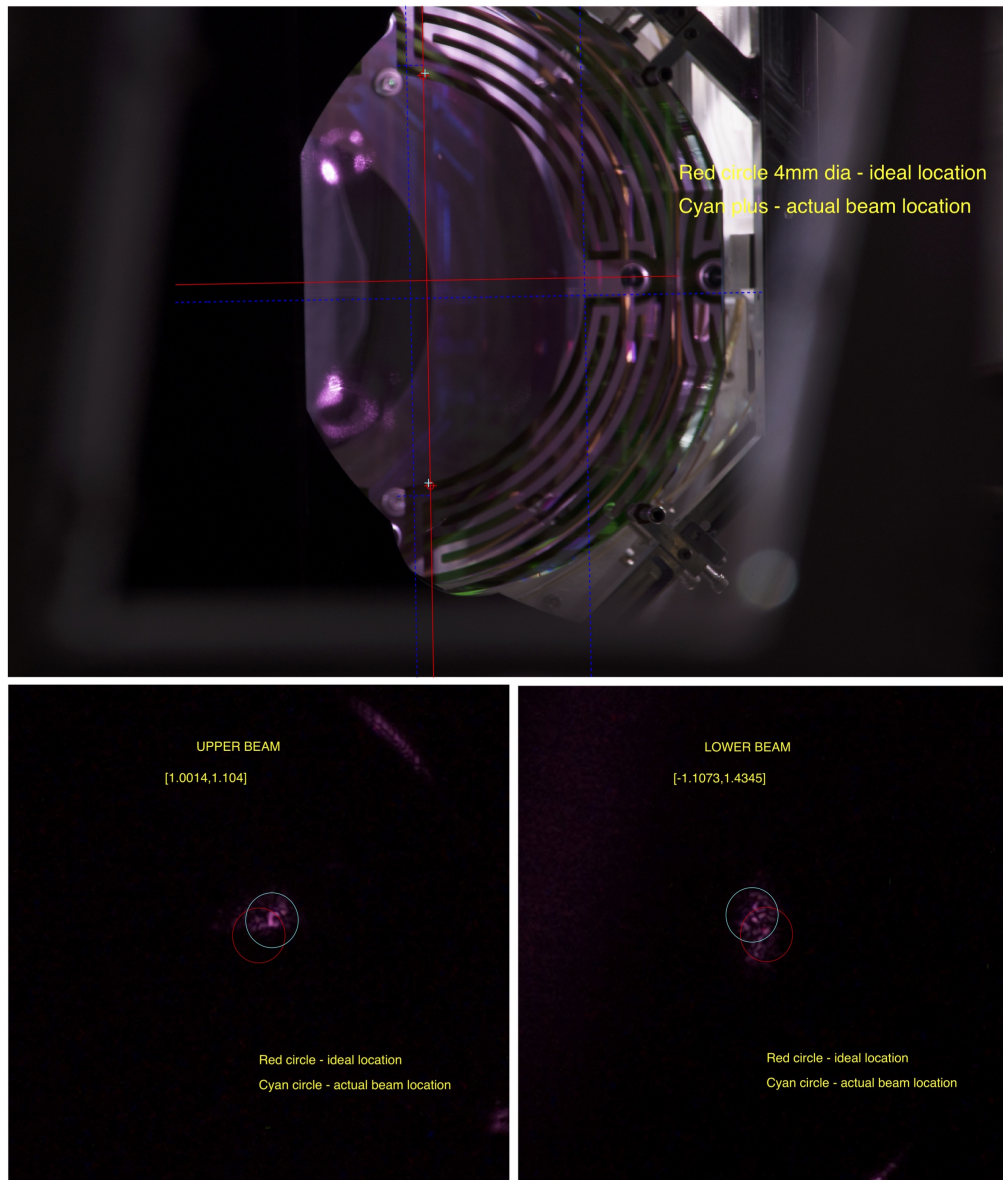 Red circle 4mm dia - ideal location
Cyan plus - actual beam location
UPPER BEAM
[1.0014,1.104]
Red circle - ideal location
Cyan circle - actual beam location
LOWER BEAM
[-1.1073,1.4345]
Red circle - ideal location
Cyan circle - actual beam location